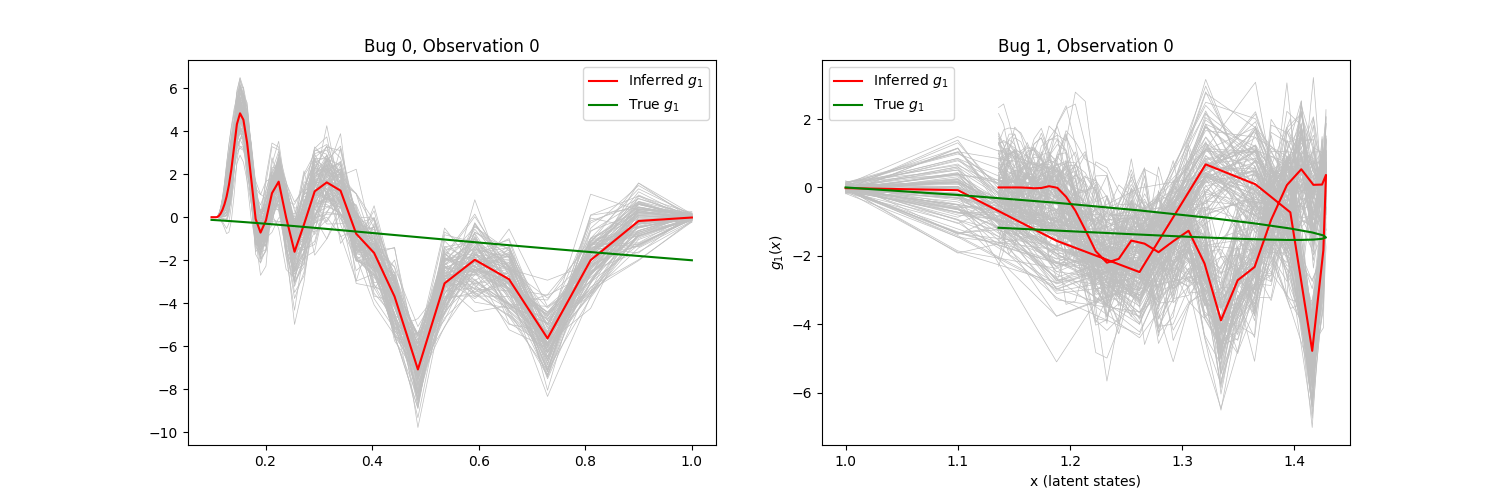 Bug 0, Observation 0
Inferred g₁
True g₁
6
4
2
0
−2
−4
−6
−8
−10
0.2 0.4 0.6 0.8 1.0
Bug 1, Observation 0
Inferred g₁
True g₁
g₁(x)
2
0
−2
−4
−6
1.0 1.1 1.2 1.3 1.4
x (latent states)